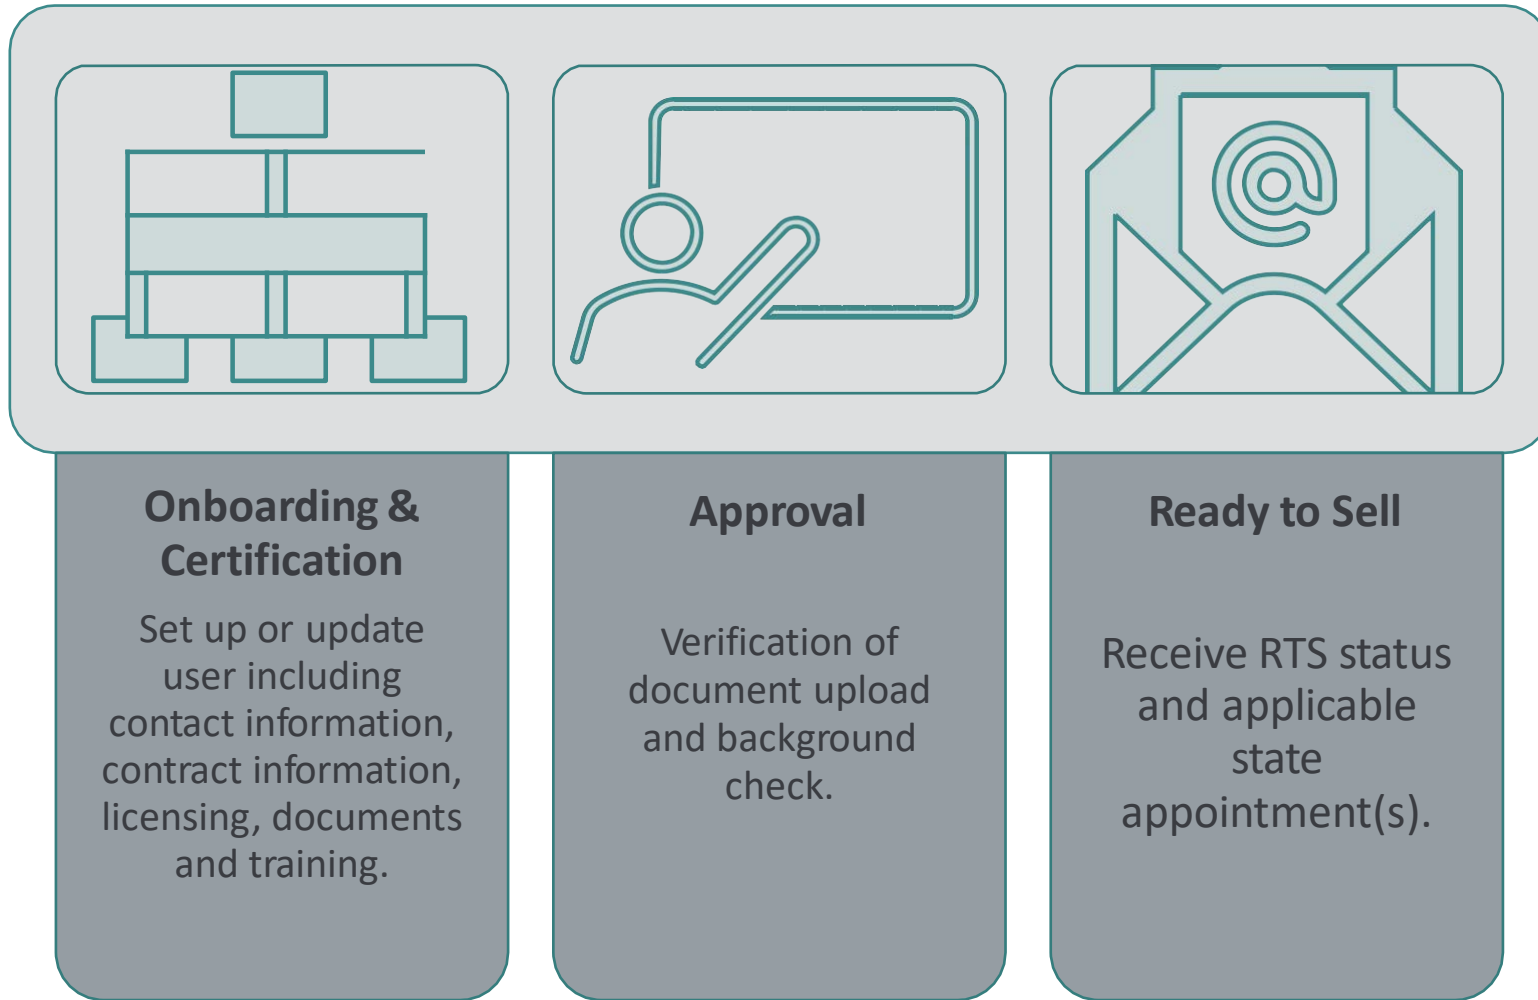 Onboarding &
Certification
Set up or update
user including
contact information,
contract information,
licensing, documents
and training.
Approval
Verification of
document upload
and background
check.
Ready to Sell
Receive RTS status
and applicable
state
appointment(s).